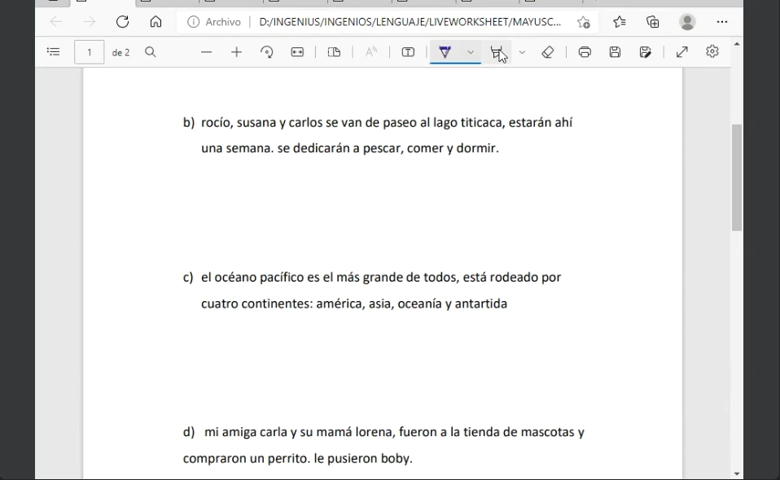 Archivo
D:/INGENIUS/INGENIOS/LENGUAJE/LIVEWORKSHEET/MAYUSC...
1 de 2
b) rocío, susana y carlos se van de paseo al lago titicaca, estarán ahí
una semana. se dedicarán a pescar, comer y dormir.
c) el océano pacífico es el más grande de todos, está rodeado por
cuatro continentes: américa, asia, oceanía y antartida
d) mi amiga carla y su mamá lorena, fueron a la tienda de mascotas y
compraron un perrito. le pusieron boby.